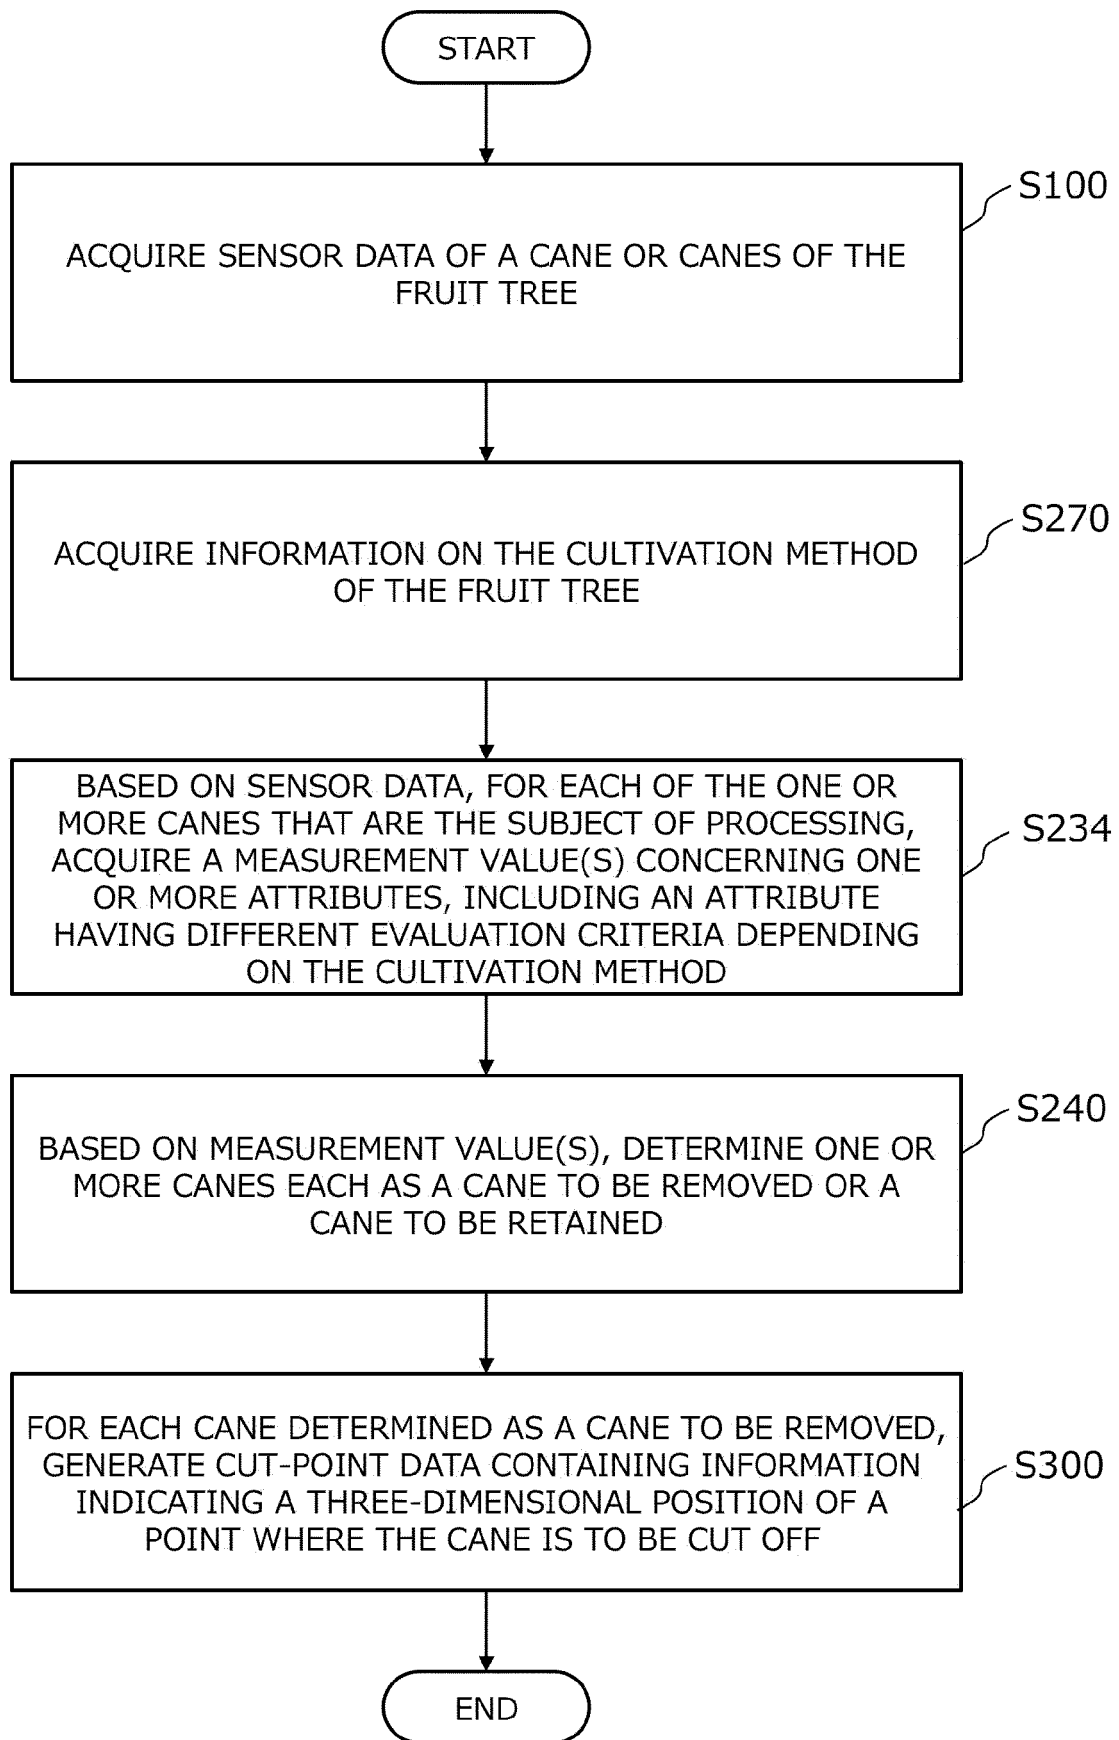 START
S100
ACQUIRE SENSOR DATA OF A CANE OR CANES OF THE
FRUIT TREE
S270
ACQUIRE INFORMATION ON THE CULTIVATION METHOD
OF THE FRUIT TREE
S234
BASED ON SENSOR DATA, FOR EACH OF THE ONE OR
MORE CANES THAT ARE THE SUBJECT OF PROCESSING,
ACQUIRE A MEASUREMENT VALUE(S) CONCERNING ONE
OR MORE ATTRIBUTES, INCLUDING AN ATTRIBUTE
HAVING DIFFERENT EVALUATION CRITERIA DEPENDING
ON THE CULTIVATION METHOD
S240
BASED ON MEASUREMENT VALUE(S), DETERMINE ONE OR
MORE CANES EACH AS A CANE TO BE REMOVED OR A
CANE TO BE RETAINED
S300
FOR EACH CANE DETERMINED AS A CANE TO BE REMOVED,
GENERATE CUT-POINT DATA CONTAINING INFORMATION
INDICATING A THREE-DIMENSIONAL POSITION OF A
POINT WHERE THE CANE IS TO BE CUT OFF
END